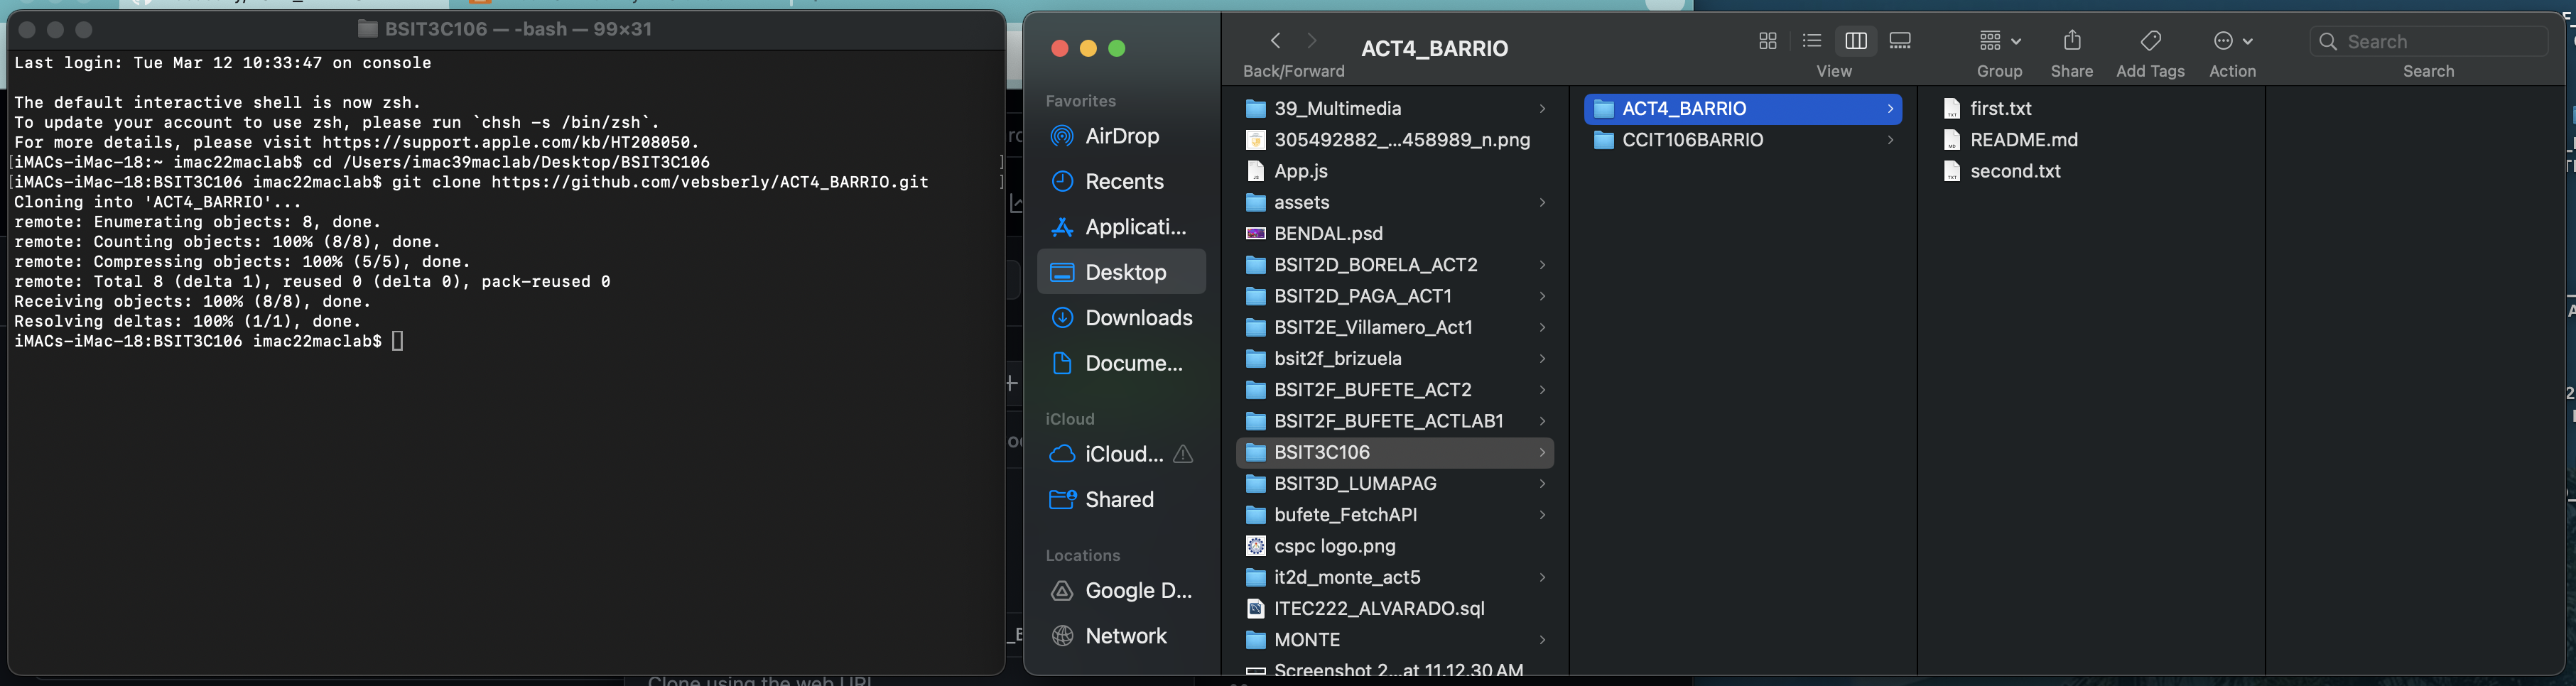 BSIT3C106 — -bash — 99×31
Last login: Tue Mar 12 10:33:47 on console
The default interactive shell is now zsh.
To update your account to use zsh, please run `chsh -s /bin/zsh`.
For more details, please visit https://support.apple.com/kb/HT208050.
[iMACs-iMac-18:~ imac22maclab$ cd /Users/imac39maclab/Desktop/BSIT3C106 ]
[iMACs-iMac-18:BSIT3C106 imac22maclab$ git clone https://github.com/vebsberly/ACT4_BARRIO.git ]
Cloning into 'ACT4_BARRIO'...
remote: Enumerating objects: 8, done.
remote: Counting objects: 100% (8/8), done.
remote: Compressing objects: 100% (5/5), done.
remote: Total 8 (delta 1), reused 0 (delta 0), pack-reused 0
Receiving objects: 100% (8/8), done.
Resolving deltas: 100% (1/1), done.
iMACs-iMac-18:BSIT3C106 imac22maclab$
Clone using the web URL
Favorites
AirDrop
Recents
Applicati...
Desktop
Downloads
Docume...
iCloud
iCloud...
Shared
Locations
Google D...
Network
Back/Forward
ACT4_BARRIO
View
Group
Share
Add Tags
Action
Search
Search
39_Multimedia
305492882_...458989_n.png
App.js
assets
BENDAL.psd
BSIT2D_BORELA_ACT2
BSIT2D_PAGA_ACT1
BSIT2E_Villamero_Act1
bsit2f_brizuela
BSIT2F_BUFETE_ACT2
BSIT2F_BUFETE_ACTLAB1
BSIT3C106
BSIT3D_LUMAPAG
bufete_FetchAPI
cspc logo.png
it2d_monte_act5
ITEC222_ALVARADO.sql
MONTE
Screenshot 2...at 11.12.30 AM
ACT4_BARRIO
CCIT106BARRIO
first.txt
README.md
second.txt